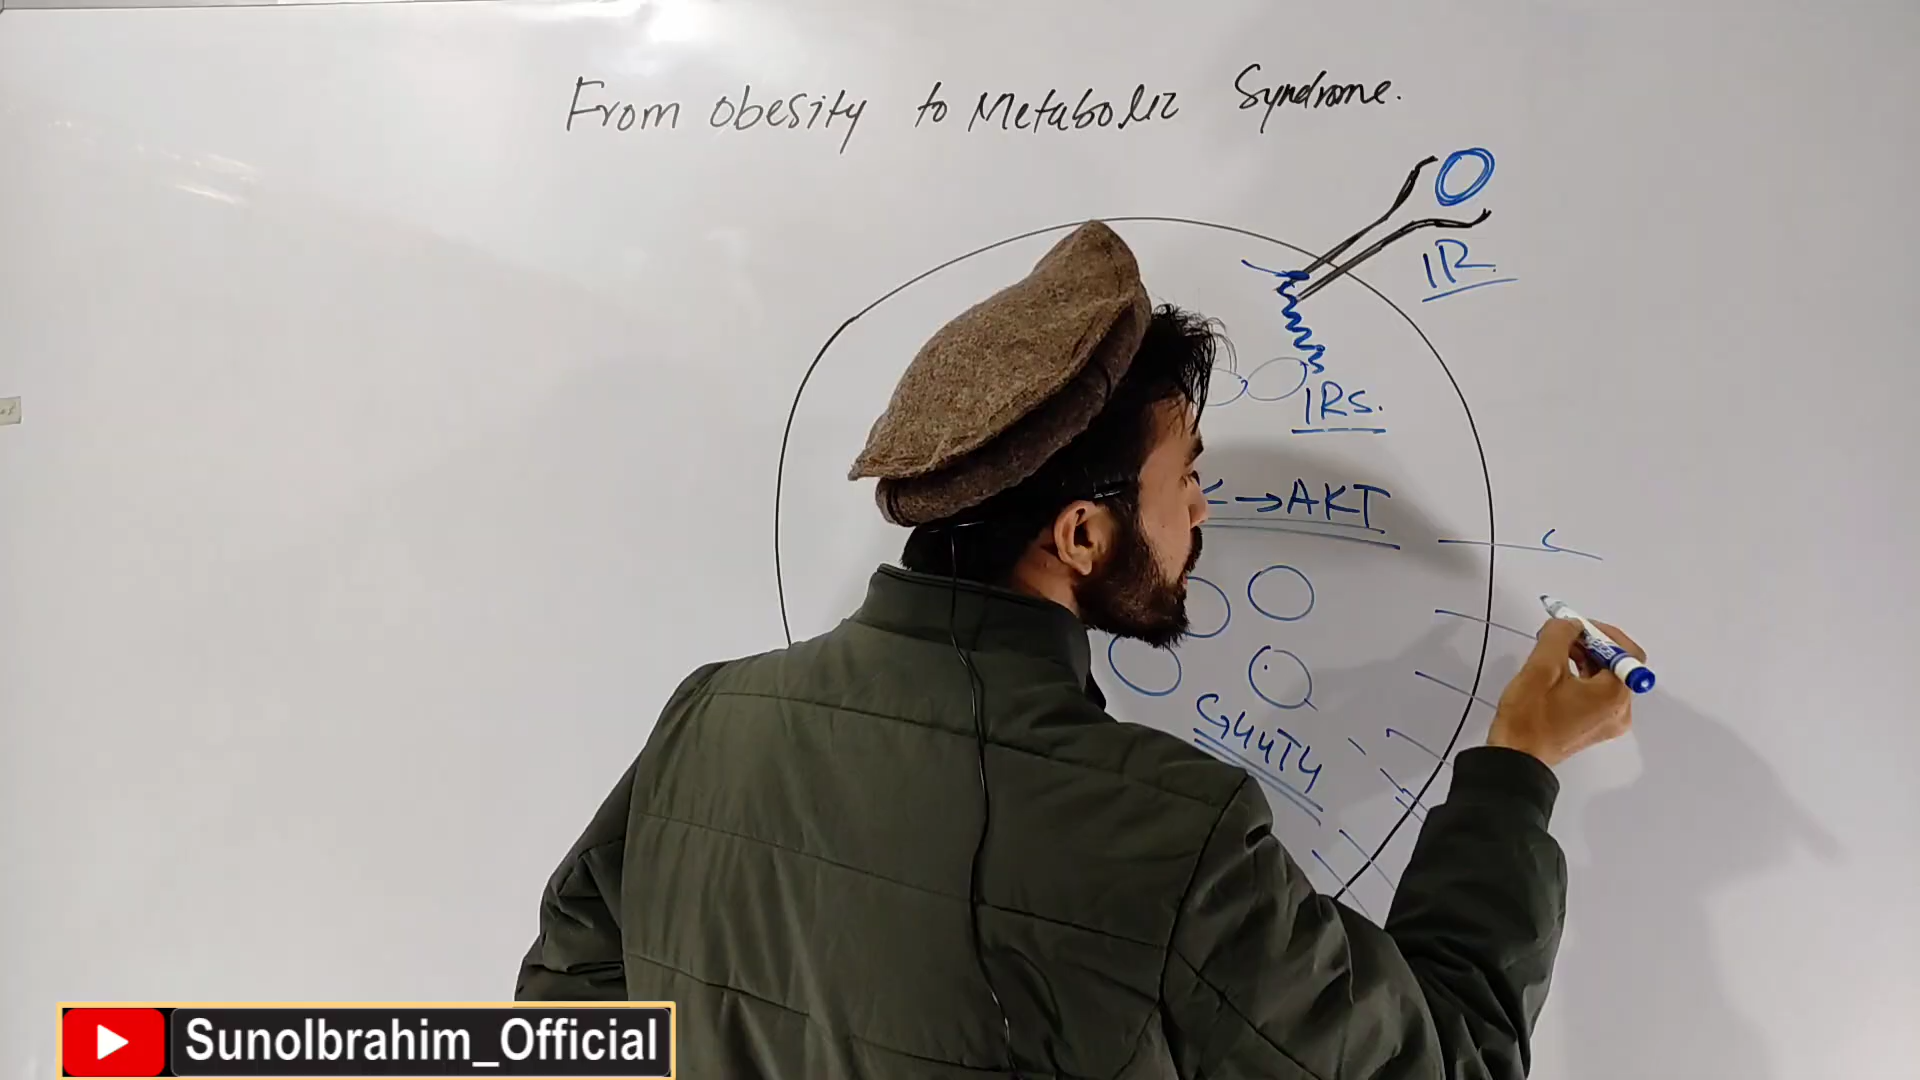 From Obesity to Metabolic Syndrome.
IR.
IRS.
→AKT
GLUT4
SunoIbrahim_Official